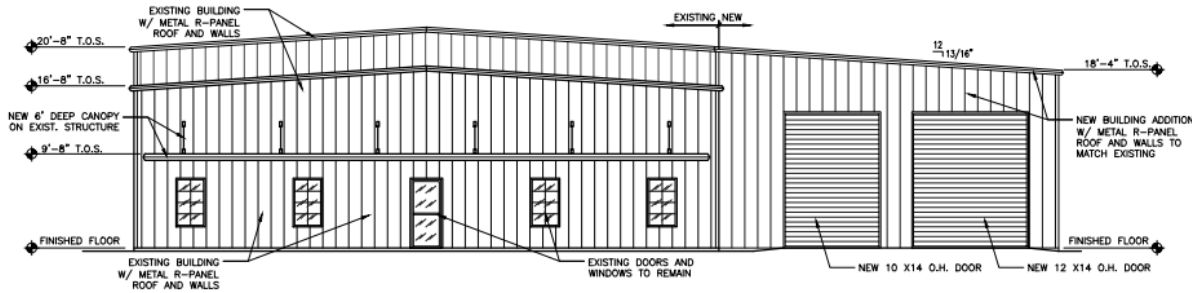 EXISTING BUILDING
W/ METAL R-PANEL
ROOF AND WALLS
EXISTING NEW
20'-8" T.O.S.
12
13/16"
18'-4" T.O.S.
16'-8" T.O.S.
NEW 6' DEEP CANOPY
ON EXIST. STRUCTURE
NEW BUILDING ADDITION
W/ METAL R-PANEL
ROOF AND WALLS TO
MATCH EXISTING
9'-8" T.O.S.
FINISHED FLOOR
FINISHED FLOOR
EXISTING BUILDING
W/ METAL R-PANEL
ROOF AND WALLS
EXISTING DOORS AND
WINDOWS TO REMAIN
NEW 10 X14 O.H. DOOR
NEW 12 X14 O.H. DOOR